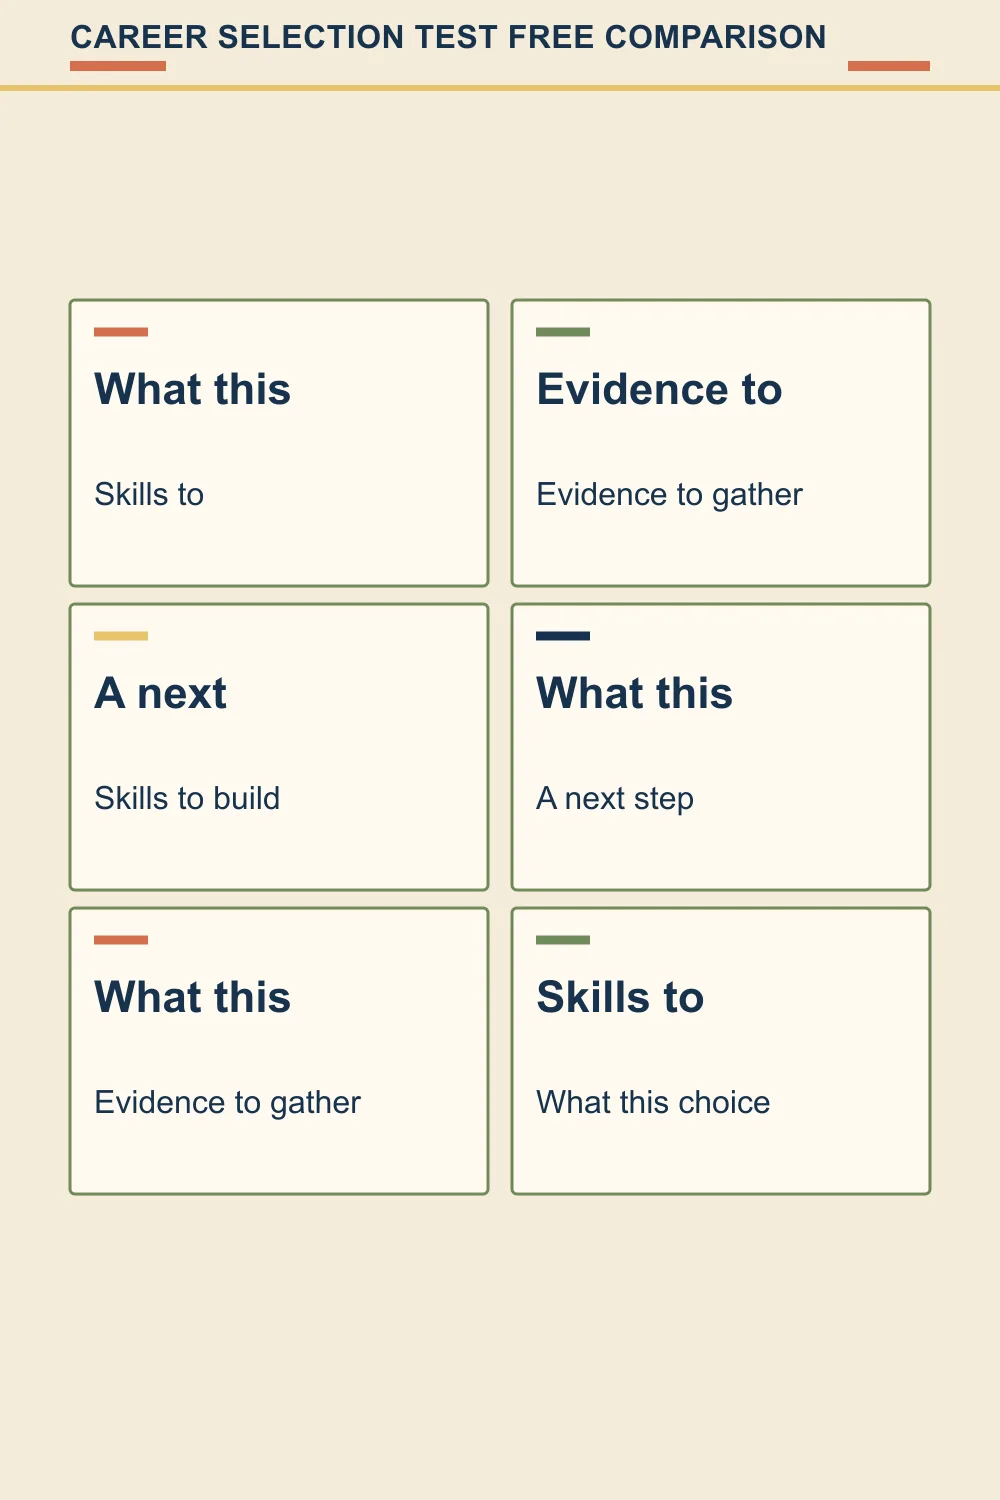 CAREER SELECTION TEST FREE COMPARISON
What this
Skills to
Evidence to
Evidence to gather
A next
Skills to build
What this
A next step
What this
Evidence to gather
Skills to
What this choice